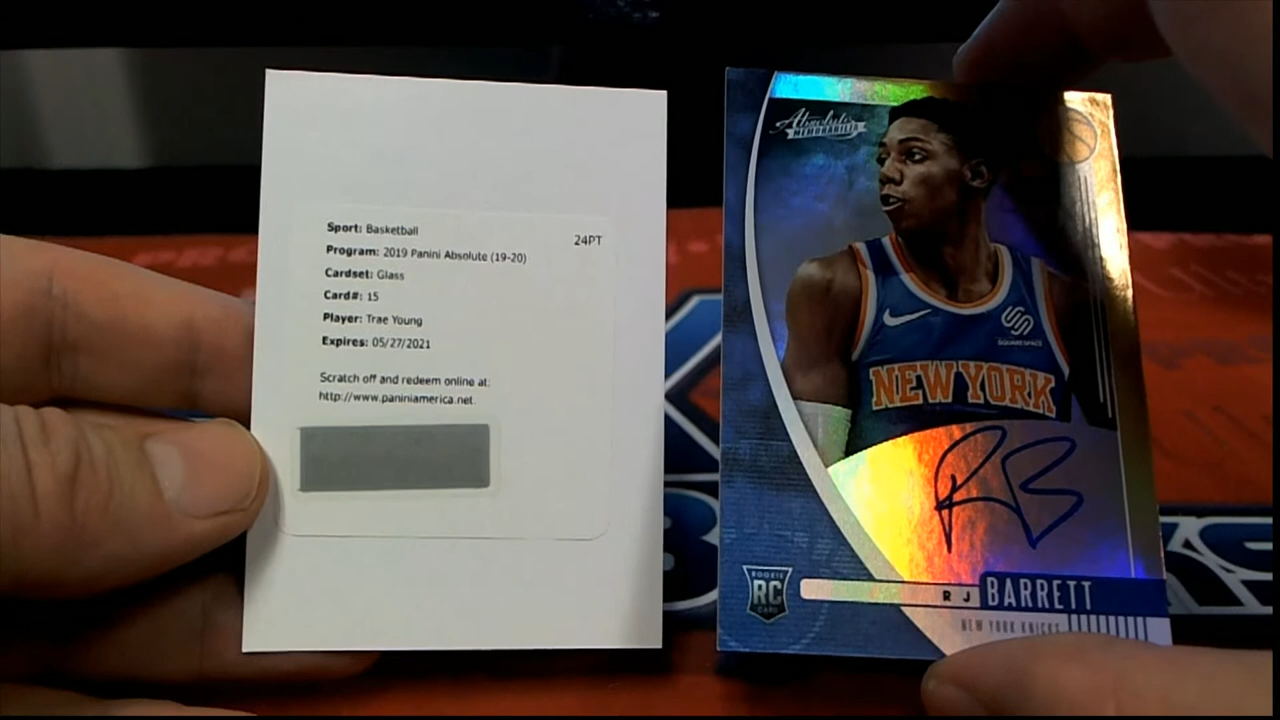 Sport: Basketball
24PT
Program: 2019 Panini Absolute (19-20)
Cardset: Glass
Card#: 15
Player: Trae Young
Expires: 05/27/2021
Scratch off and redeem online at:
http://www.paniniamerica.net.
Absolute
MEMORABILIA
SQUARESPACE
NEW YORK
RB
ROOKIE
RC
CARD
RJ BARRETT
NEW YORK KNICKS